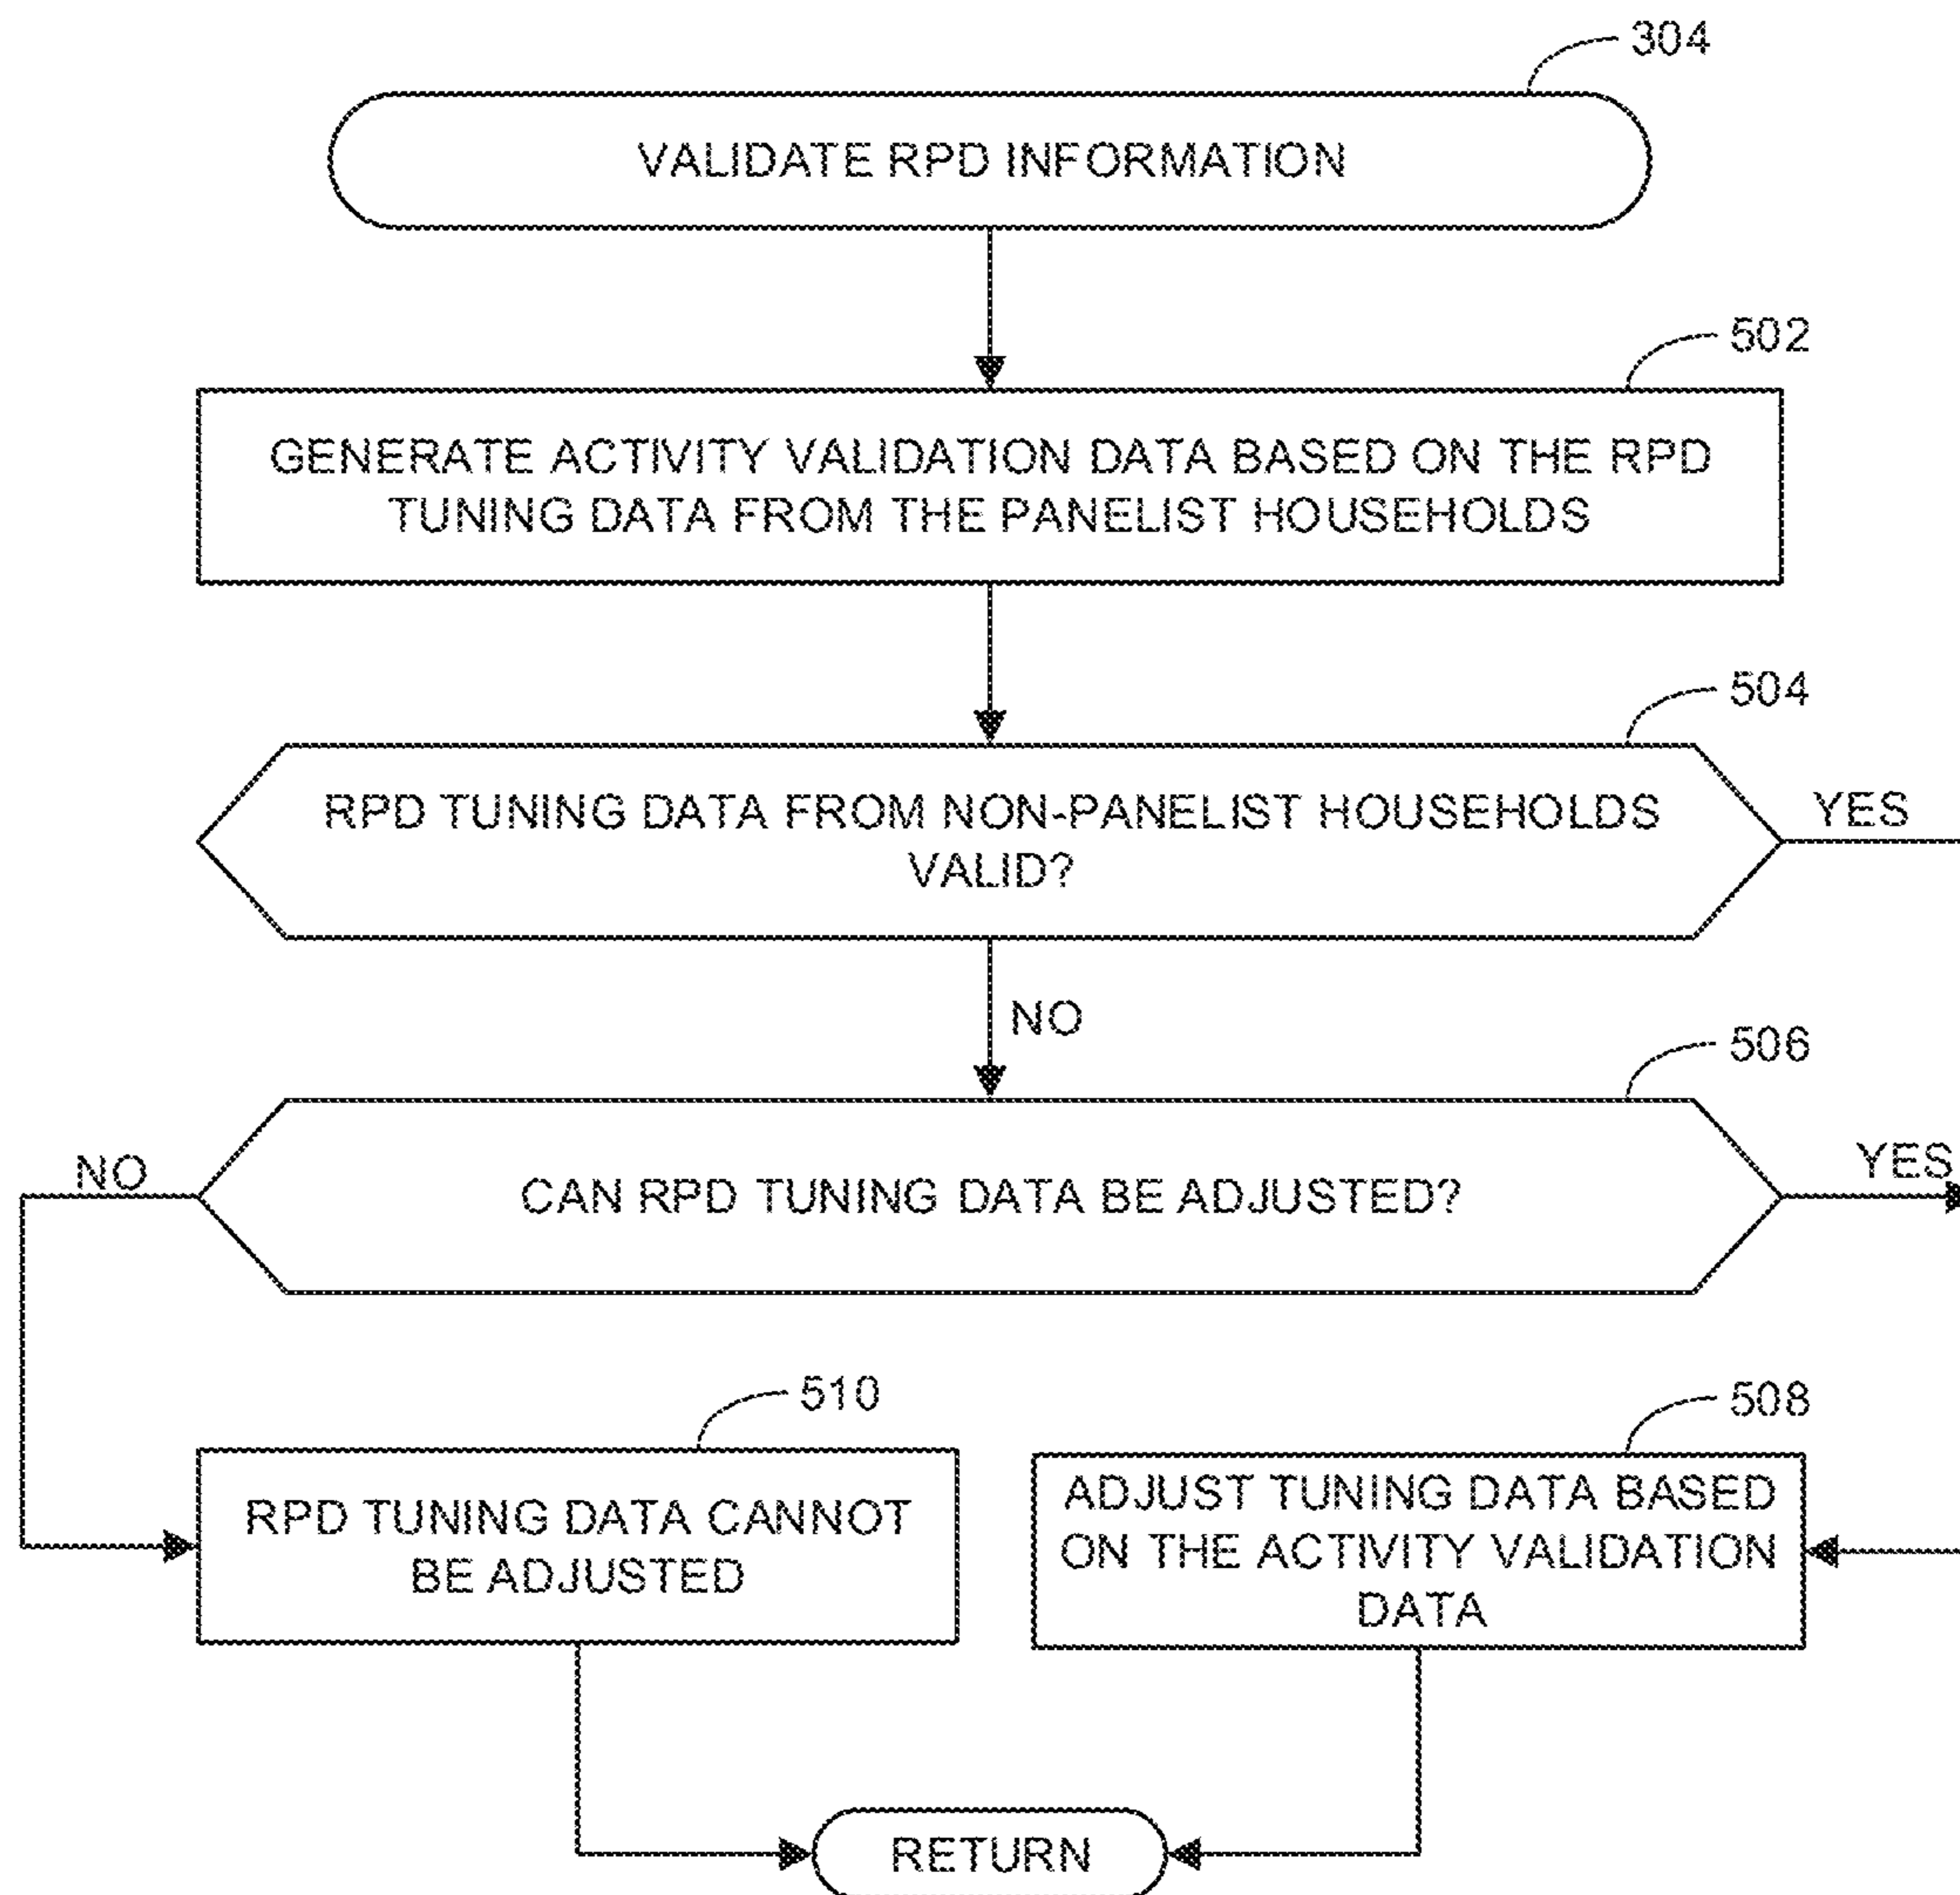 304
VALIDATE RPD INFORMATION
502
GENERATE ACTIVITY VALIDATION DATA BASED ON THE RPD
TUNING DATA FROM THE PANELIST HOUSEHOLDS
504
RPD TUNING DATA FROM NON-PANELIST HOUSEHOLDS
VALID?
YES
NO
506
NO
CAN RPD TUNING DATA BE ADJUSTED?
YES
510
RPD TUNING DATA CANNOT
BE ADJUSTED
508
ADJUST TUNING DATA BASED
ON THE ACTIVITY VALIDATION
DATA
RETURN